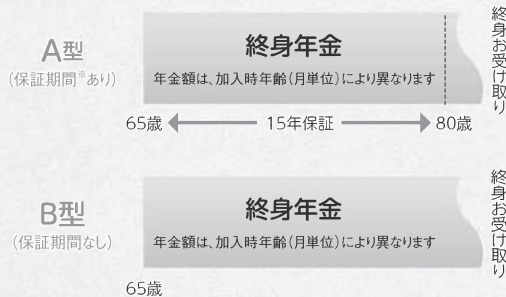 A型
(保証期間※あり)
終身年金
年金額は、加入時年齢(月単位)により異なります
終身お受け取り
65歳 15年保証 80歳
B型
(保証期間なし)
終身年金
年金額は、加入時年齢(月単位)により異なります
終身お受け取り
65歳